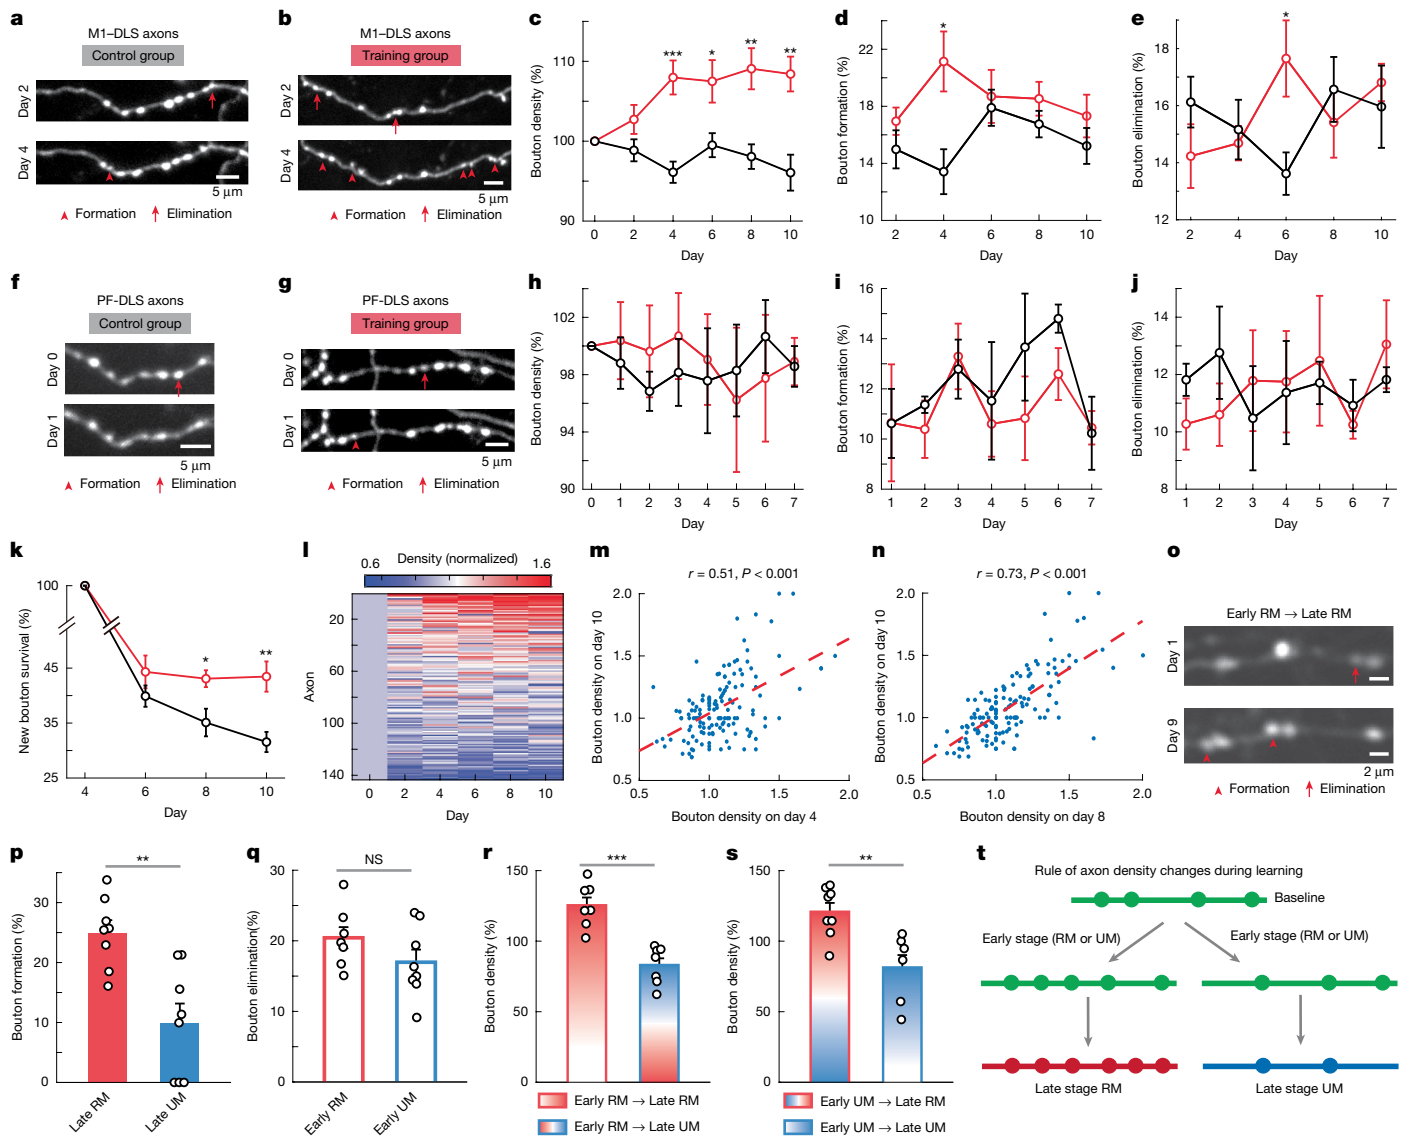 a
M1–DLS axons
Control group
Day 2
Day 4
5 μm
Formation
Elimination
b
M1–DLS axons
Training group
Day 2
Day 4
5 μm
Formation
Elimination
c
Bouton density (%)
110
100
90
***
*
**
**
0 2 4 6 8 10
Day
d
Bouton formation (%)
22
18
14
10
*
2 4 6 8 10
Day
e
Bouton elimination (%)
18
16
14
12
*
2 4 6 8 10
Day
f
PF-DLS axons
Control group
Day 0
Day 1
5 μm
Formation
Elimination
g
PF-DLS axons
Training group
Day 0
Day 1
5 μm
Formation
Elimination
h
Bouton density (%)
102
98
94
90
0 1 2 3 4 5 6 7
Day
i
Bouton formation (%)
16
14
12
10
8
1 2 3 4 5 6 7
Day
j
Bouton elimination (%)
14
12
10
8
1 2 3 4 5 6 7
Day
k
New bouton survival (%)
100
45
35
25
*
**
4 6 8 10
Day
l
Density (normalized)
0.6
1.6
Axon
20
60
100
140
0 2 4 6 8 10
Day
m
r = 0.51, P < 0.001
Bouton density on day 10
2.0
1.5
1.0
0.5
0.5 1.0 1.5 2.0
Bouton density on day 4
n
r = 0.73, P < 0.001
Bouton density on day 10
2.0
1.5
1.0
0.5
0.5 1.0 1.5 2.0
Bouton density on day 8
o
Early RM → Late RM
Day 1
Day 9
2 μm
Formation
Elimination
p
Bouton formation (%)
30
20
10
0
**
Late RM
Late UM
q
Bouton elimination(%)
30
20
10
0
NS
Early RM
Early UM
r
Bouton density (%)
150
100
50
0
***
Early RM → Late RM
Early RM → Late UM
s
Bouton density (%)
150
100
50
0
**
Early UM → Late RM
Early UM → Late UM
t
Rule of axon density changes during learning
Baseline
Early stage (RM or UM)
Early stage (RM or UM)
Late stage RM
Late stage UM